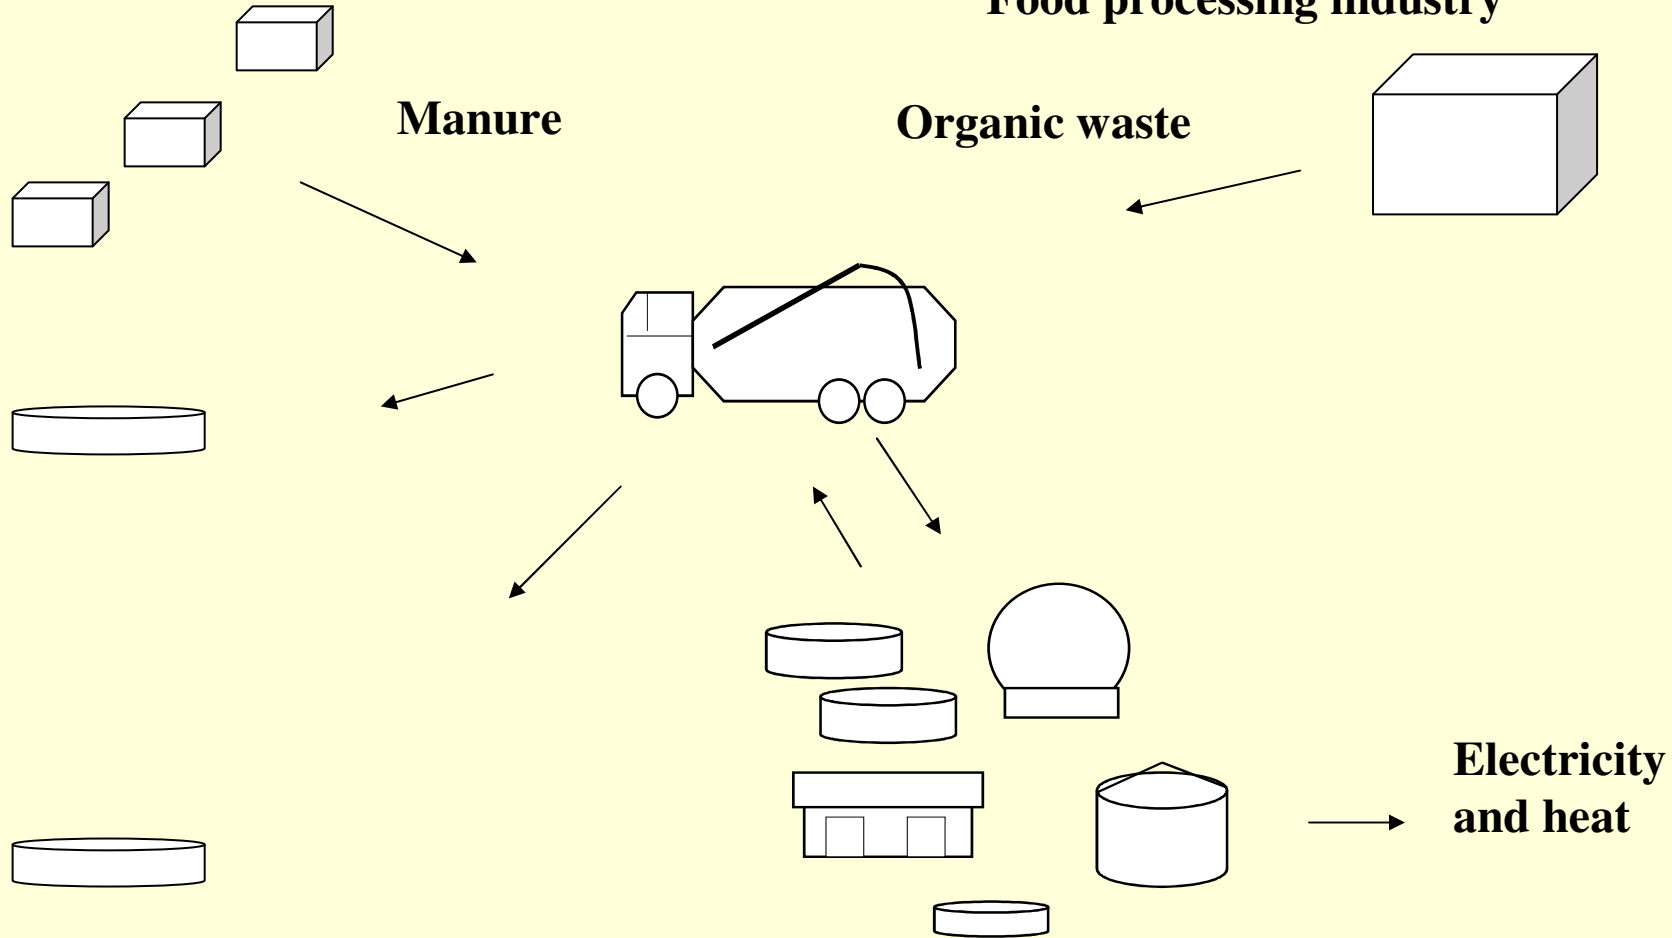 Food processing industry
Manure
Organic waste
Electricity
and heat